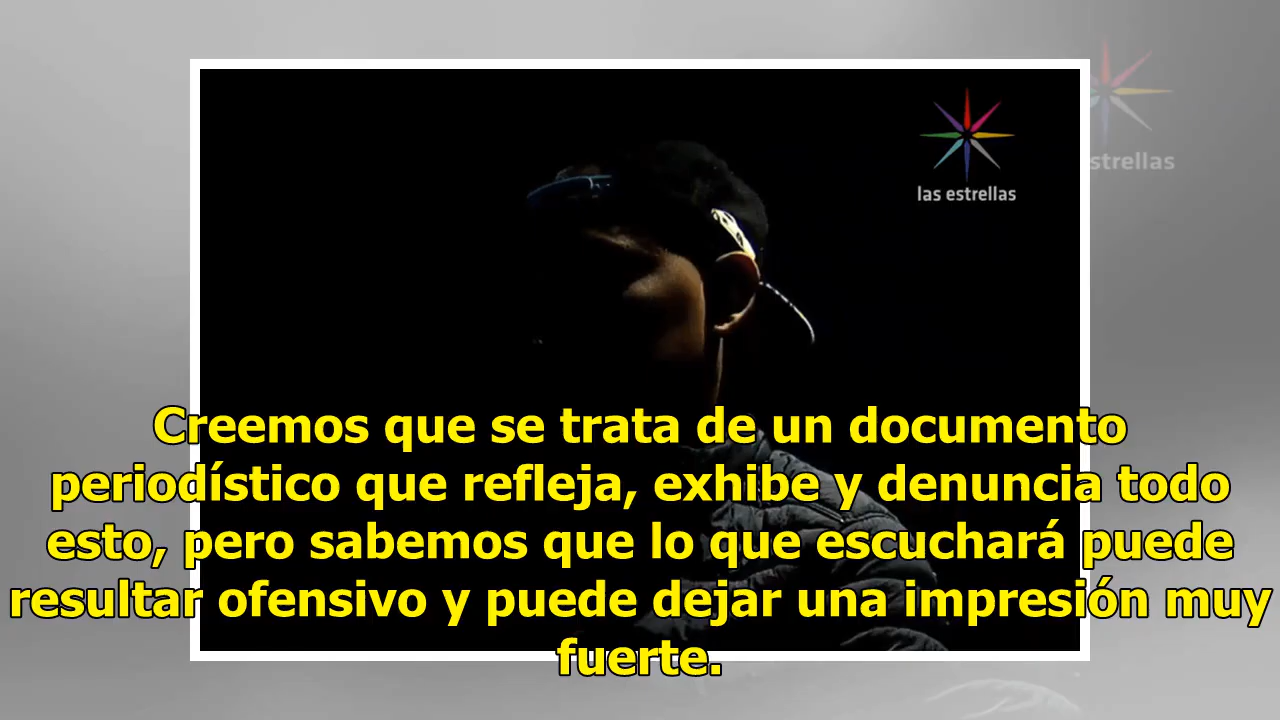 las estrellas
estrellas
Creemos que se trata de un documento
periodístico que refleja, exhibe y denuncia todo
esto, pero sabemos que lo que escuchará puede
resultar ofensivo y puede dejar una impresión muy
fuerte.